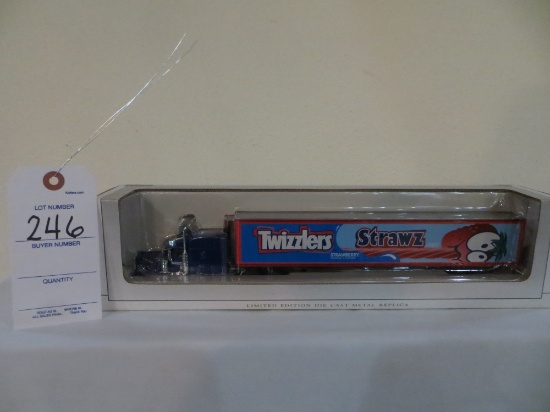 LOT NUMBER
246
BUYER NUMBER
QUANTITY
Twizzlers
Strawz
STRAWBERRY
LIMITED EDITION DIE CAST METAL REPLICA